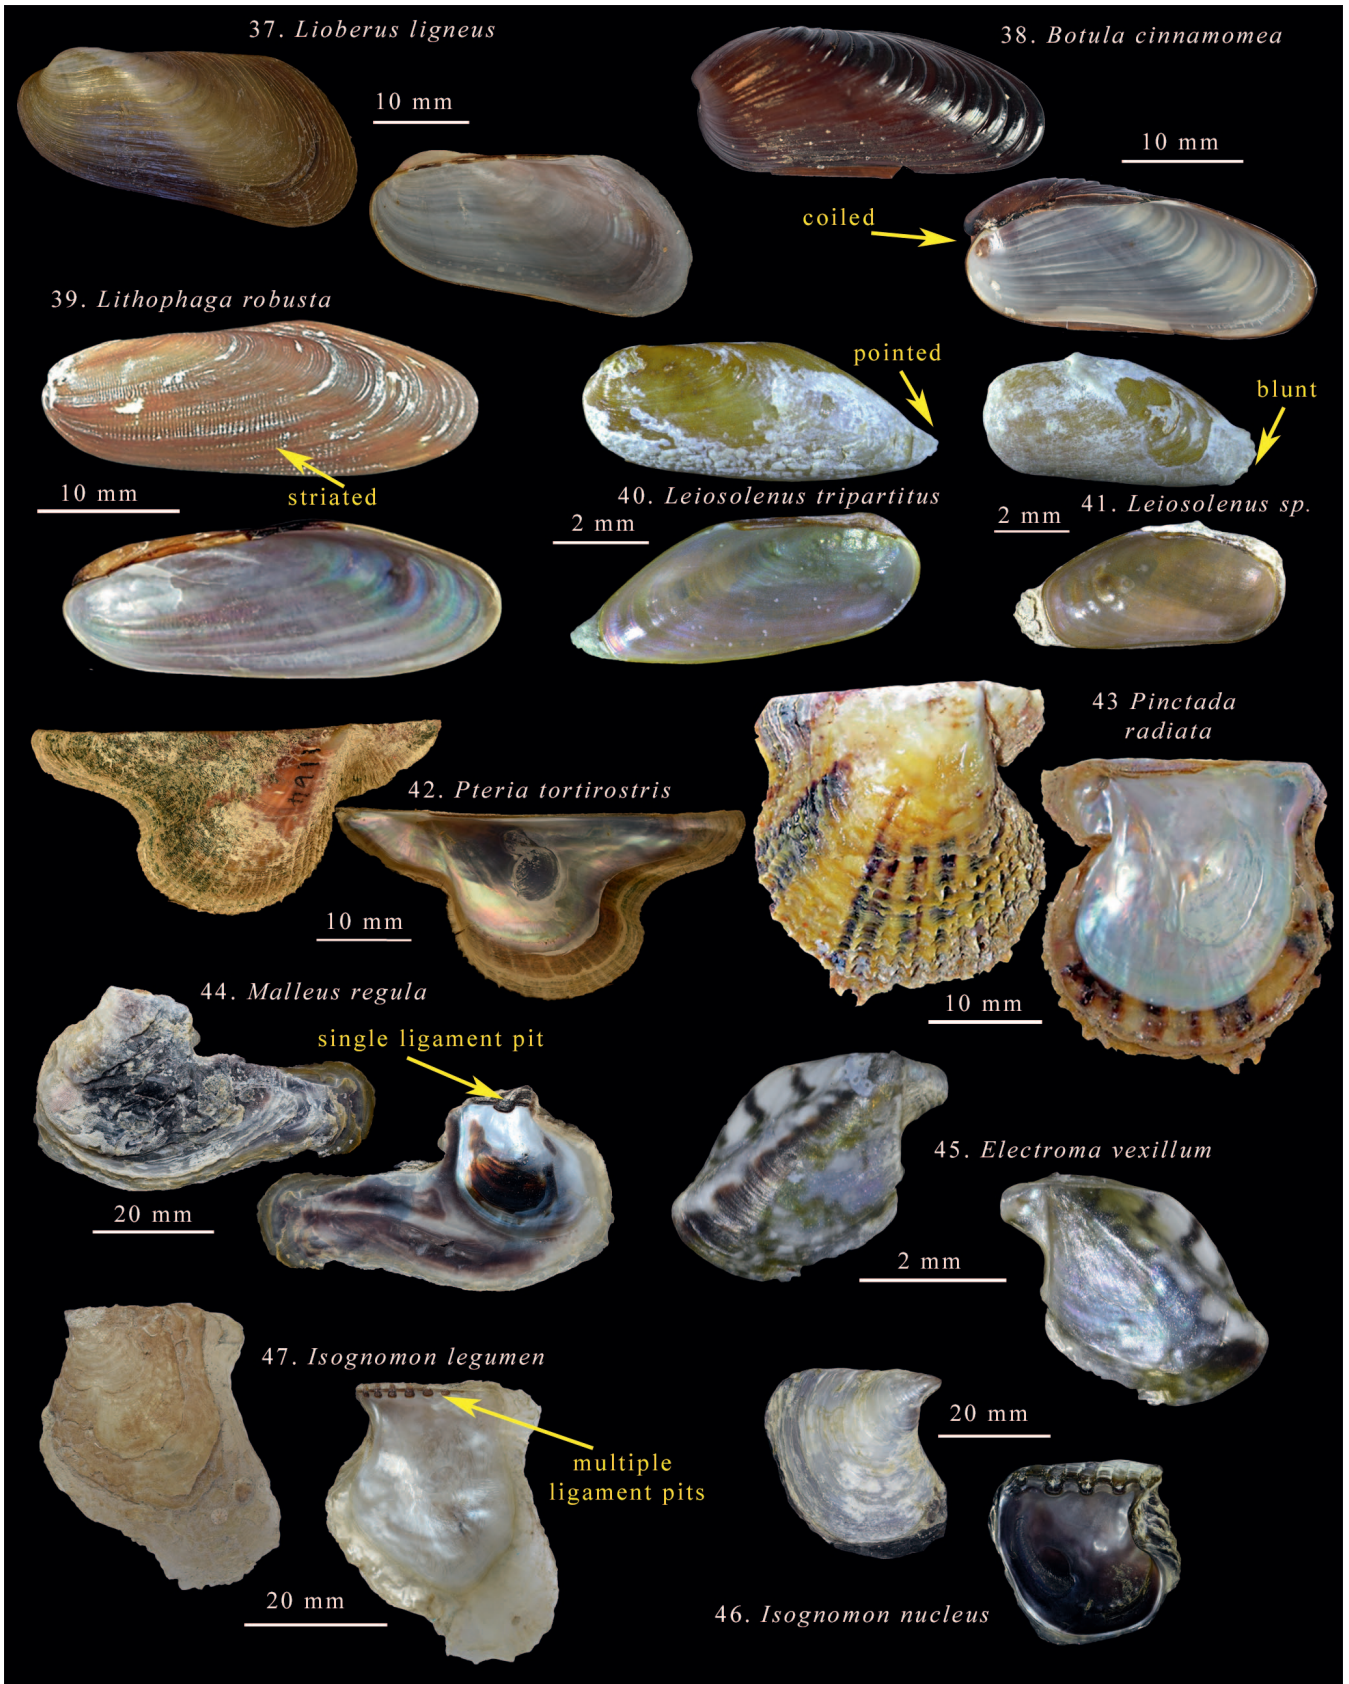 37. Lioberus ligneus
38. Botula cinnamomea
10 mm
10 mm
coiled
39. Lithophaga robusta
pointed
blunt
striated
10 mm
40. Leiosolenus tripartitus
2 mm
41. Leiosolenus sp.
2 mm
43 Pinctada
radiata
42. Pteria tortirostris
10 mm
10 mm
44. Malleus regula
single ligament pit
20 mm
45. Electroma vexillum
2 mm
47. Isognomon legumen
multiple
ligament pits
20 mm
20 mm
46. Isognomon nucleus